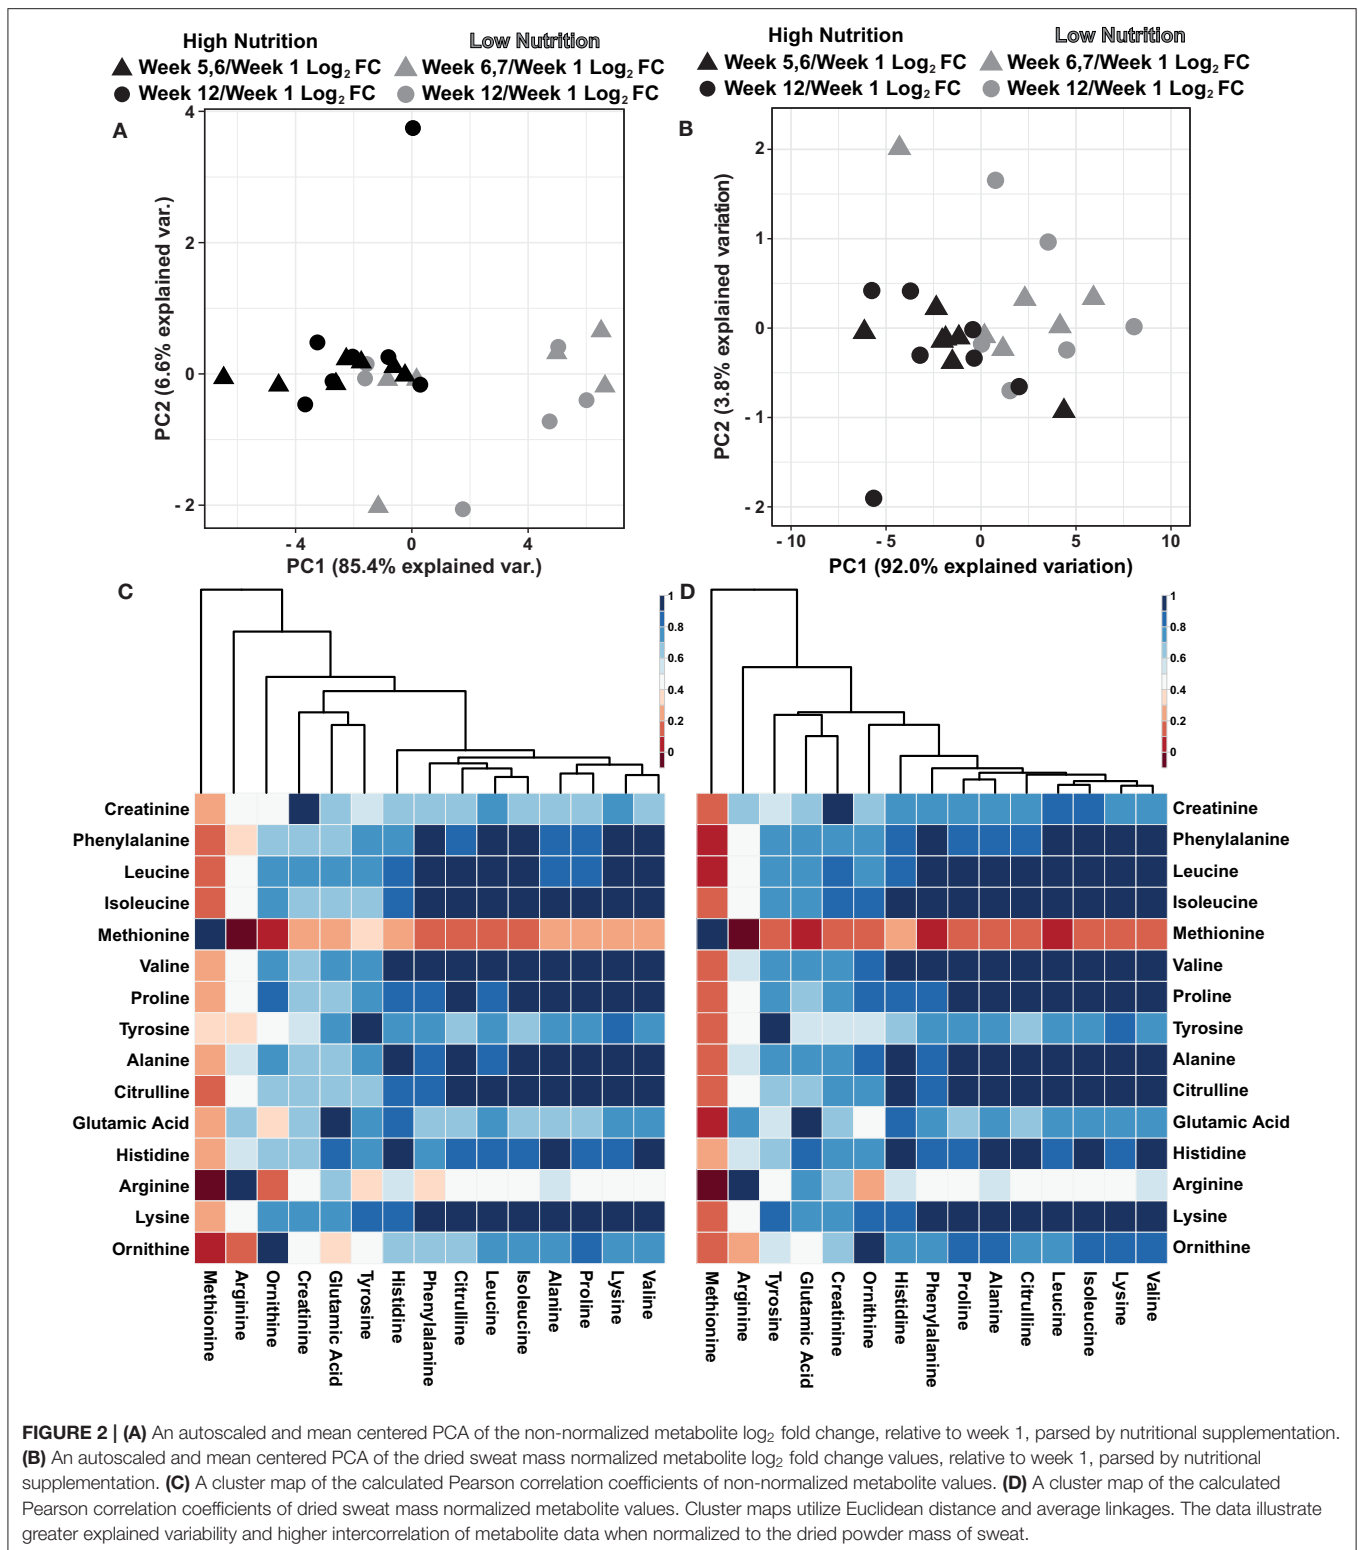 High Nutrition Low Nutrition
Week 5,6/Week 1 Log2 FC Week 6,7/Week 1 Log2 FC
Week 12/Week 1 Log2 FC Week 12/Week 1 Log2 FC
A
4
2
0
- 2
PC2 (6.6% explained var.)
- 4 0 4
PC1 (85.4% explained var.)
High Nutrition Low Nutrition
Week 5,6/Week 1 Log2 FC Week 6,7/Week 1 Log2 FC
Week 12/Week 1 Log2 FC Week 12/Week 1 Log2 FC
B
2
1
0
- 1
- 2
PC2 (3.8% explained variation)
- 10 - 5 0 5 10
PC1 (92.0% explained variation)
C
1
0.8
0.6
0.4
0.2
0
Creatinine
Phenylalanine
Leucine
Isoleucine
Methionine
Valine
Proline
Tyrosine
Alanine
Citrulline
Glutamic Acid
Histidine
Arginine
Lysine
Ornithine
Methionine
Arginine
Ornithine
Creatinine
Glutamic Acid
Tyrosine
Histidine
Phenylalanine
Citrulline
Leucine
Isoleucine
Alanine
Proline
Lysine
Valine
D
1
0.8
0.6
0.4
0.2
0
Creatinine
Phenylalanine
Leucine
Isoleucine
Methionine
Valine
Proline
Tyrosine
Alanine
Citrulline
Glutamic Acid
Histidine
Arginine
Lysine
Ornithine
Methionine
Arginine
Tyrosine
Glutamic Acid
Creatinine
Ornithine
Histidine
Phenylalanine
Proline
Alanine
Citrulline
Leucine
Isoleucine
Lysine
Valine
FIGURE 2 | (A) An autoscaled and mean centered PCA of the non-normalized metabolite log2 fold change, relative to week 1, parsed by nutritional supplementation.
(B) An autoscaled and mean centered PCA of the dried sweat mass normalized metabolite log2 fold change values, relative to week 1, parsed by nutritional
supplementation. (C) A cluster map of the calculated Pearson correlation coefficients of non-normalized metabolite values. (D) A cluster map of the calculated
Pearson correlation coefficients of dried sweat mass normalized metabolite values. Cluster maps utilize Euclidean distance and average linkages. The data illustrate
greater explained variability and higher intercorrelation of metabolite data when normalized to the dried powder mass of sweat.